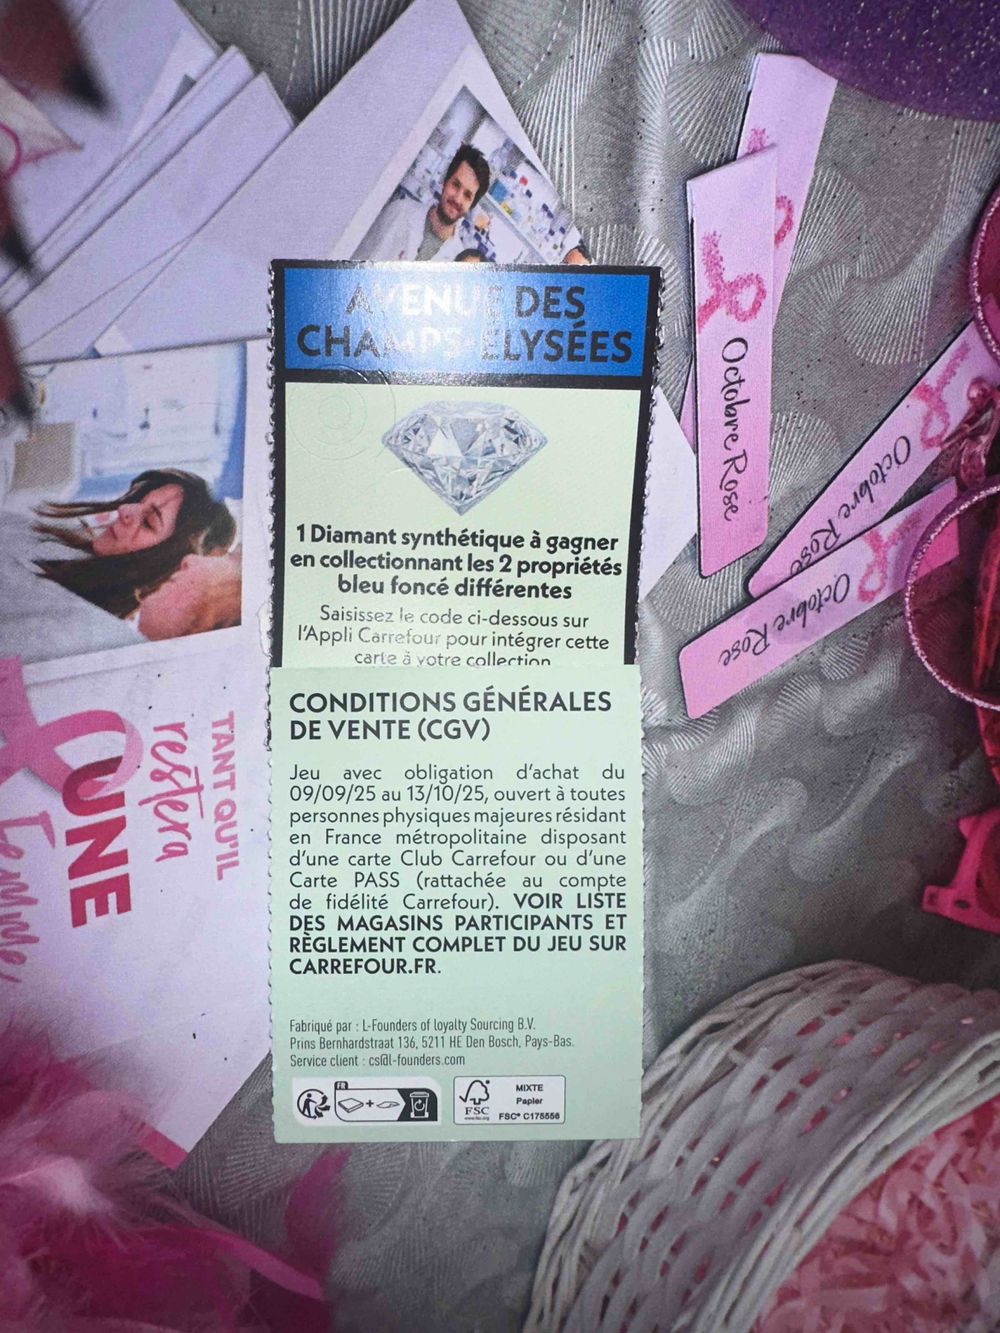 AVENUE DES
CHAMPS-ÉLYSÉES
1 Diamant synthétique à gagner
en collectionnant les 2 propriétés
bleu foncé différentes
Saisissez le code ci-dessous sur
l'Appli Carrefour pour intégrer cette
carte à votre collection
CONDITIONS GÉNÉRALES
DE VENTE (CGV)
Jeu avec obligation d'achat du
09/09/25 au 13/10/25, ouvert à toutes
personnes physiques majeures résidant
en France métropolitaine disposant
d'une carte Club Carrefour ou d'une
Carte PASS (rattachée au compte
de fidélité Carrefour). VOIR LISTE
DES MAGASINS PARTICIPANTS ET
RÈGLEMENT COMPLET DU JEU SUR
CARREFOUR.FR.
Fabriqué par : L-Founders of loyalty Sourcing B.V.
Prins Bernhardstraat 136, 5211 HE Den Bosch, Pays-Bas.
Service client : cs@l-founders.com
FR
FSC
www.fsc.org
MIXTE
Papier
FSC® C175556
Octobre Rose
Octobre Rose
Octobre Rose
TANT QU'IL
restera
UNE